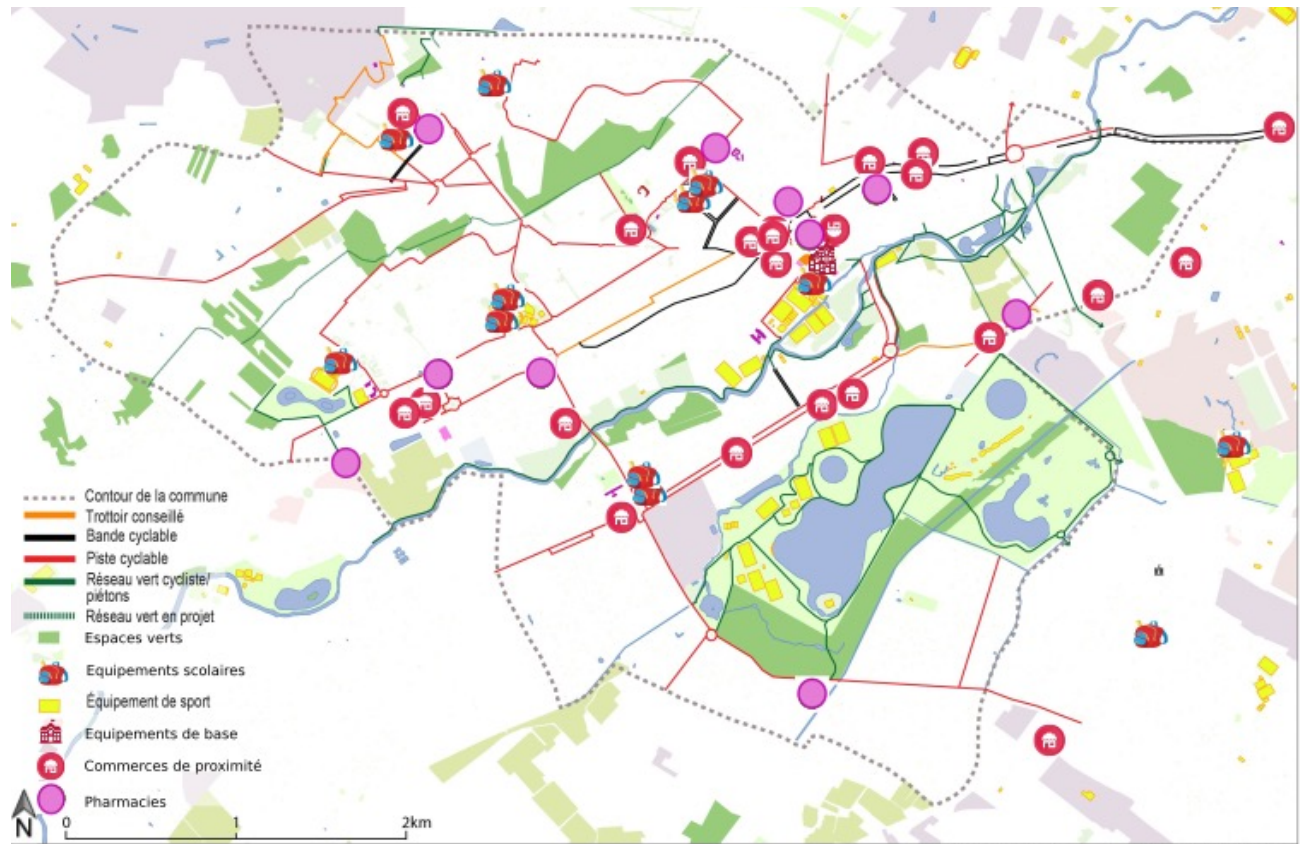 Contour de la commune
Trottoir conseillé
Bande cyclable
Piste cyclable
Réseau vert cycliste/
piétons
Réseau vert en projet
Espaces verts
Equipements scolaires
Équipement de sport
Equipements de base
Commerces de proximité
Pharmacies
N
0 1 2km